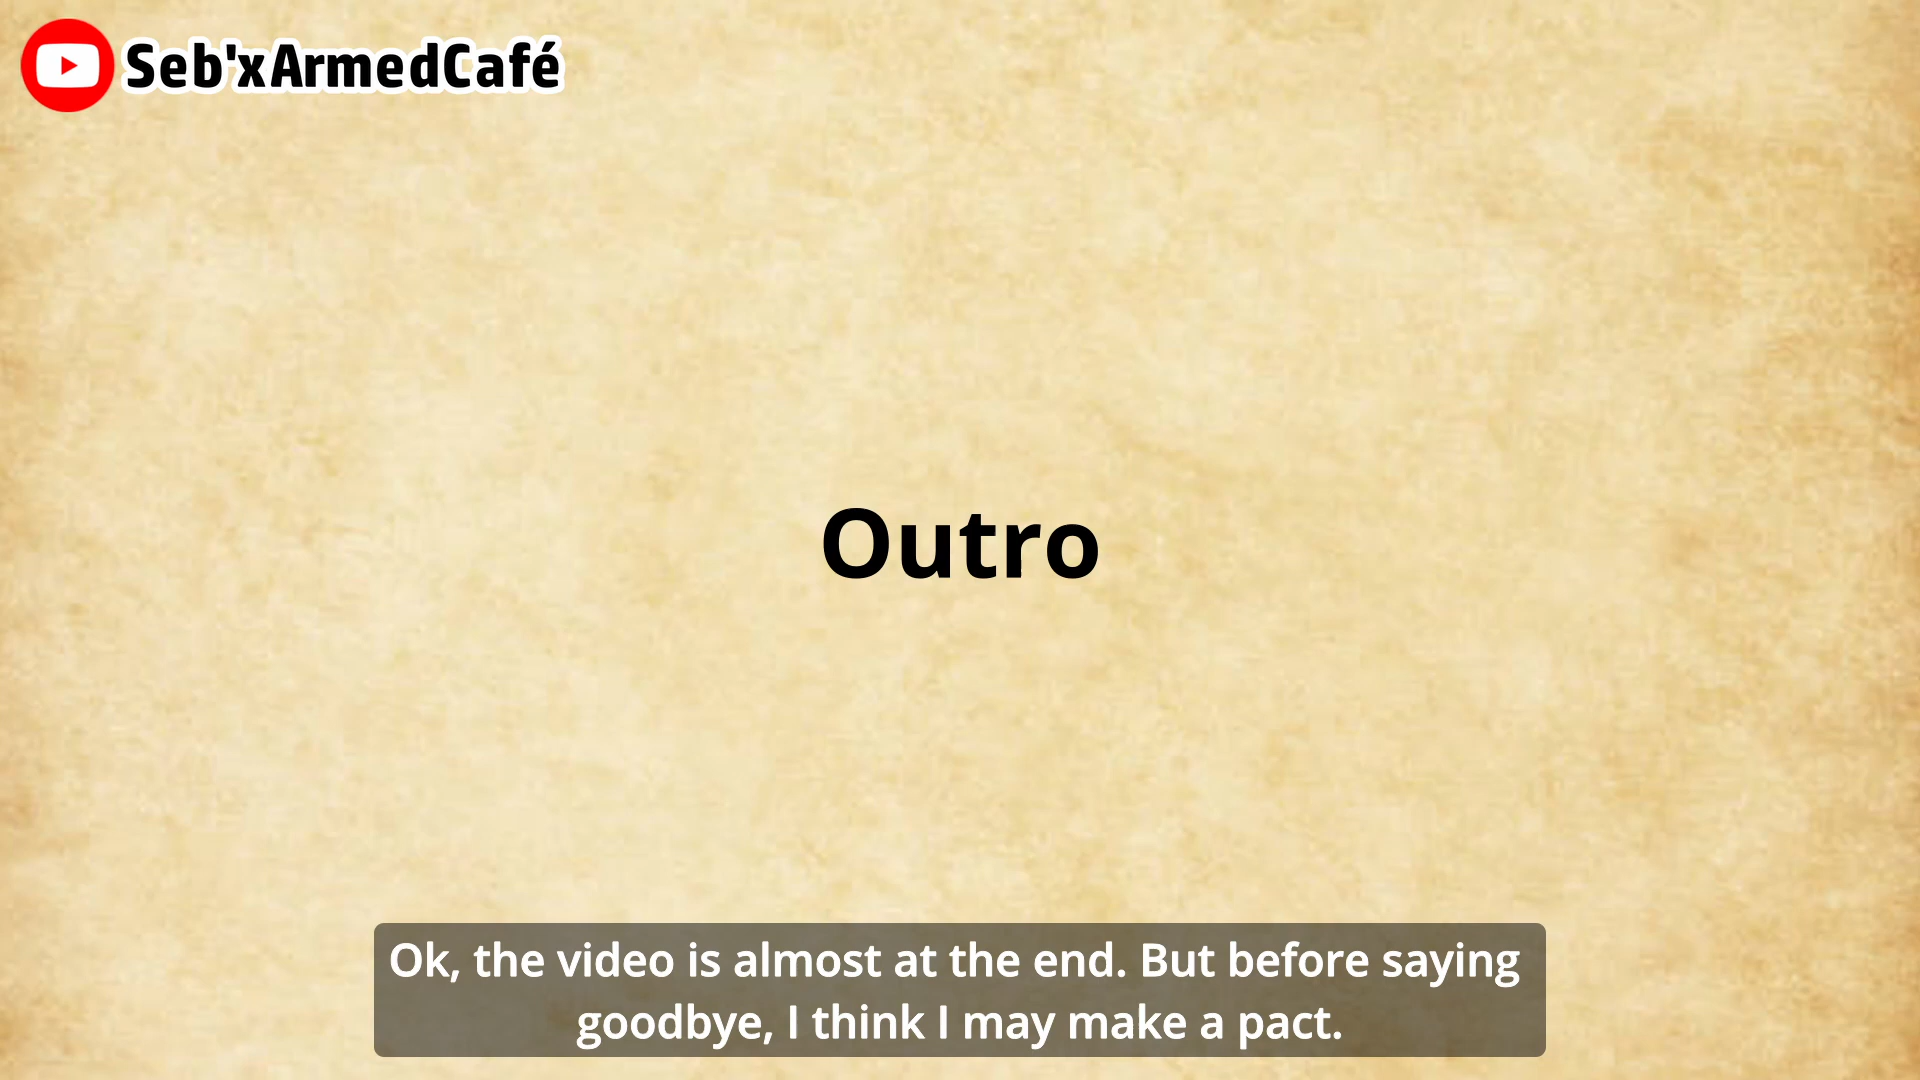 Seb'xArmedCafé
Outro
Ok, the video is almost at the end. But before saying
goodbye, I think I may make a pact.